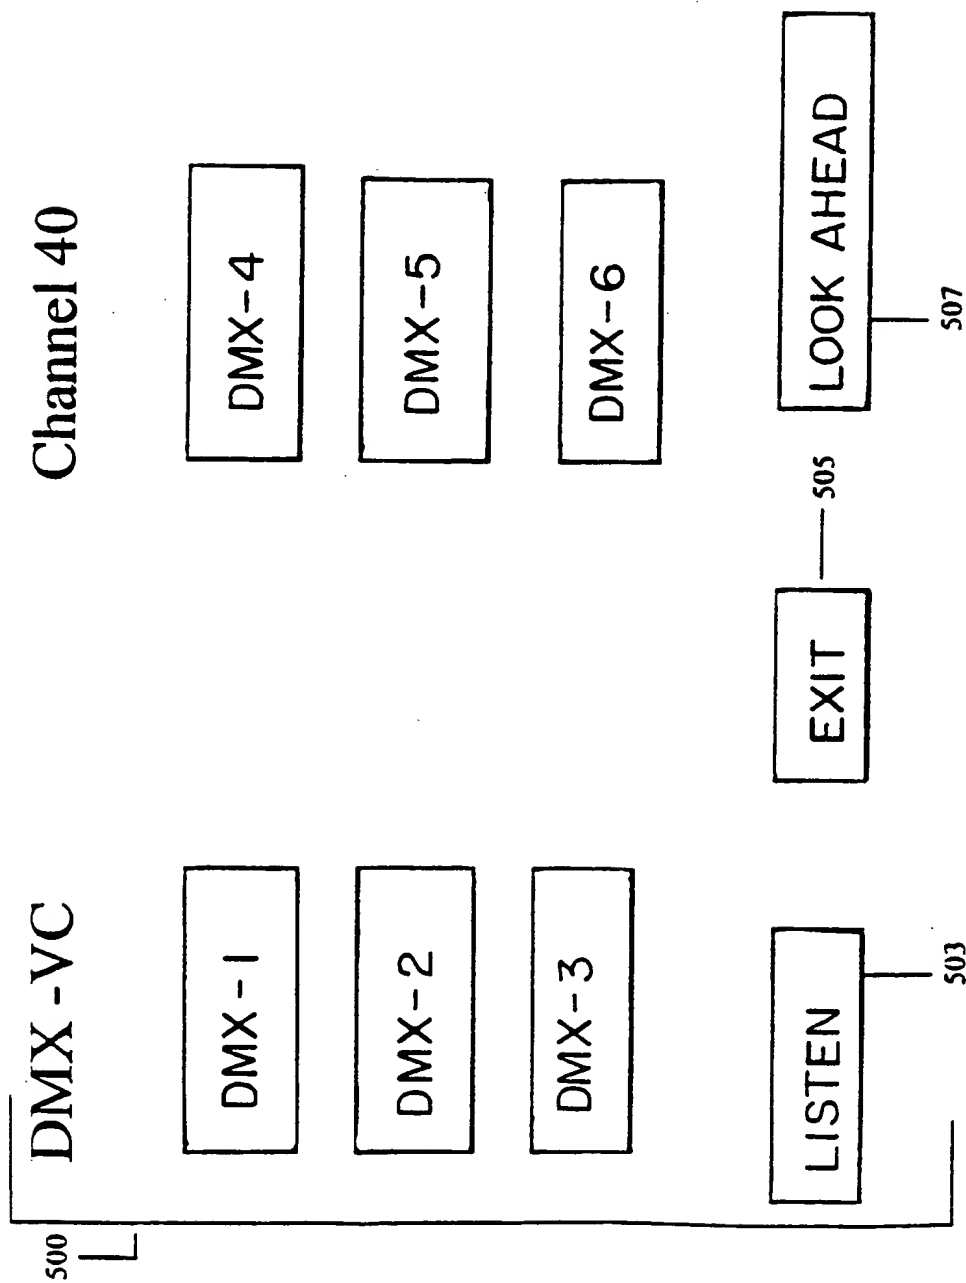 500
DMX-VC Channel 40
DMX-1 DMX-4
DMX-2 DMX-5
DMX-3 DMX-6
LISTEN EXIT 505 LOOK AHEAD
503 507